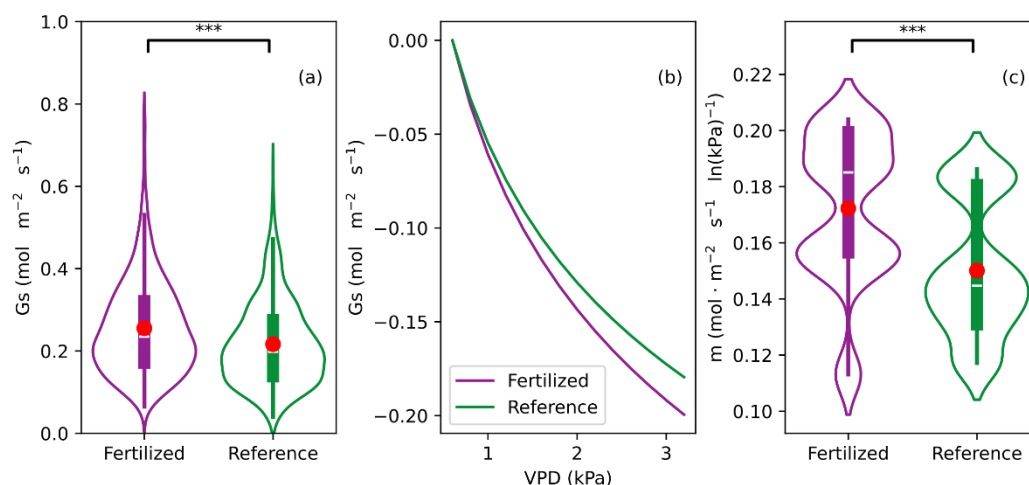 ***
(a)
Gs (mol m⁻² s⁻¹)
1.0
0.8
0.6
0.4
0.2
0.0
Fertilized
Reference
(b)
Gs (mol m⁻² s⁻¹)
0.00
−0.05
−0.10
−0.15
−0.20
Fertilized
Reference
1
2
3
VPD (kPa)
***
(c)
m (mol · m⁻² s⁻¹ ln(kPa)⁻¹
0.22
0.20
0.18
0.16
0.14
0.12
0.10
Fertilized
Reference